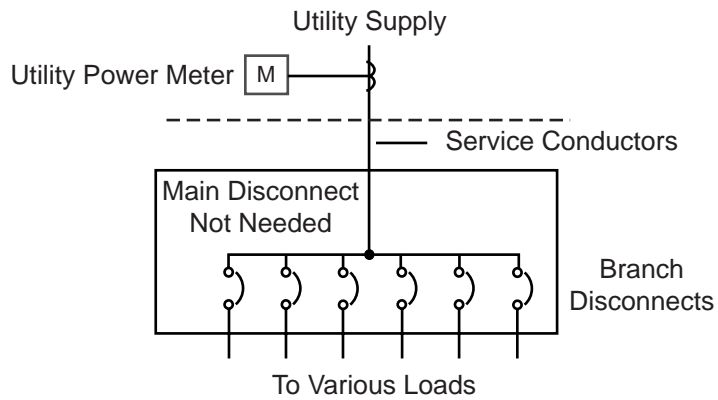 Utility Supply
Utility Power Meter
M
Service Conductors
Main Disconnect
Not Needed
Branch
Disconnects
To Various Loads